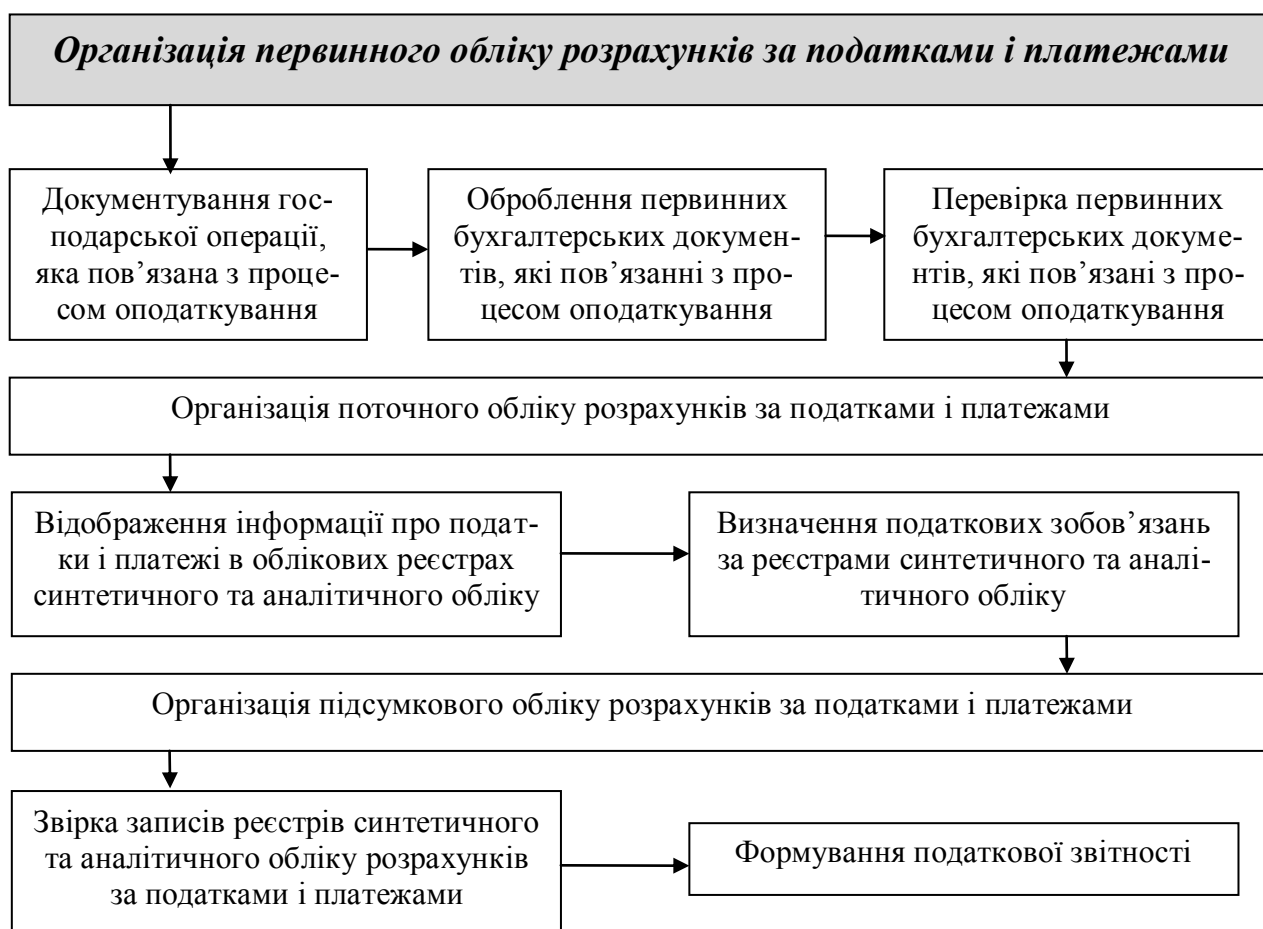 Організація первинного обліку розрахунків за податками і платежами
Документування гос-
подарської операції,
яка пов’язана з проце-
сом оподаткування
Оброблення первинних
бухгалтерських докумен-
тів, які пов’язанні з про-
цесом оподаткування
Перевірка первинних
бухгалтерських докуме-
нтів, які пов’язані з про-
цесом оподаткування
Організація поточного обліку розрахунків за податками і платежами
Відображення інформації про подат-
ки і платежі в облікових реєстрах
синтетичного та аналітичного обліку
Визначення податкових зобов’язань
за реєстрами синтетичного та аналі-
тичного обліку
Організація підсумкового обліку розрахунків за податками і платежами
Звірка записів реєстрів синтетичного
та аналітичного обліку розрахунків
за податками і платежами
Формування податкової звітності